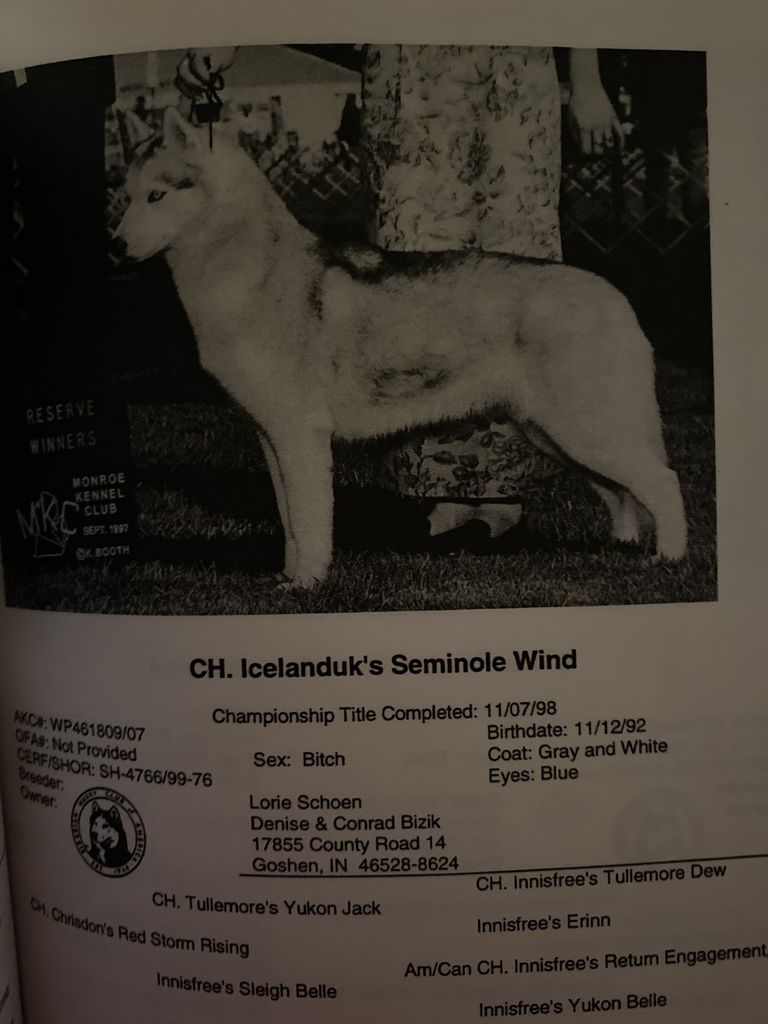 RESERVE
WINNERS
MONROE
KENNEL
CLUB
SEPT. 1997
©K. BOOTH
CH. Icelanduk's Seminole Wind
AKC#: WP461809/07
Championship Title Completed: 11/07/98
OFA#: Not Provided
Birthdate: 11/12/92
CERF/SHOR: SH-4766/99-76
Sex: Bitch
Coat: Gray and White
Eyes: Blue
Breeder:
Lorie Schoen
Owner:
Denise & Conrad Bizik
17855 County Road 14
Goshen, IN 46528-8624
CH. Innisfree's Tullemore Dew
CH. Tullemore's Yukon Jack
Innisfree's Erinn
CH. Chrisdon's Red Storm Rising
Am/Can CH. Innisfree's Return Engagement
Innisfree's Sleigh Belle
Innisfree's Yukon Belle